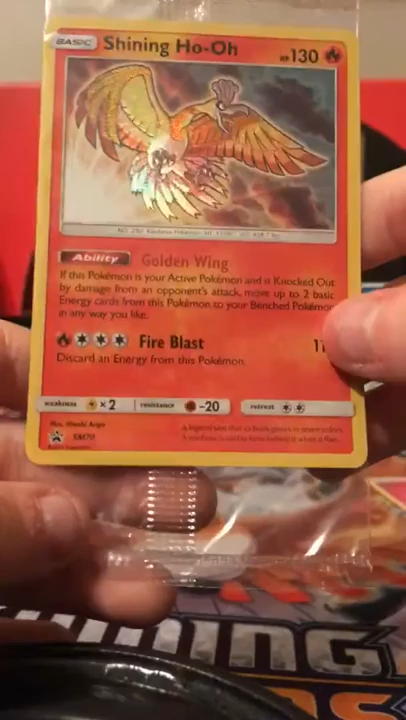 BASIC Shining Ho-Oh HP 130
Ability Golden Wing
If this Pokémon is your Active Pokémon and is Knocked Out
by damage from an opponent's attack, move up to 2 basic
Energy cards from this Pokémon to your Benched Pokémon
in any way you like.
Fire Blast 1
Discard an Energy from this Pokémon.
weakness ×2 resistance -20 retreat
SM70